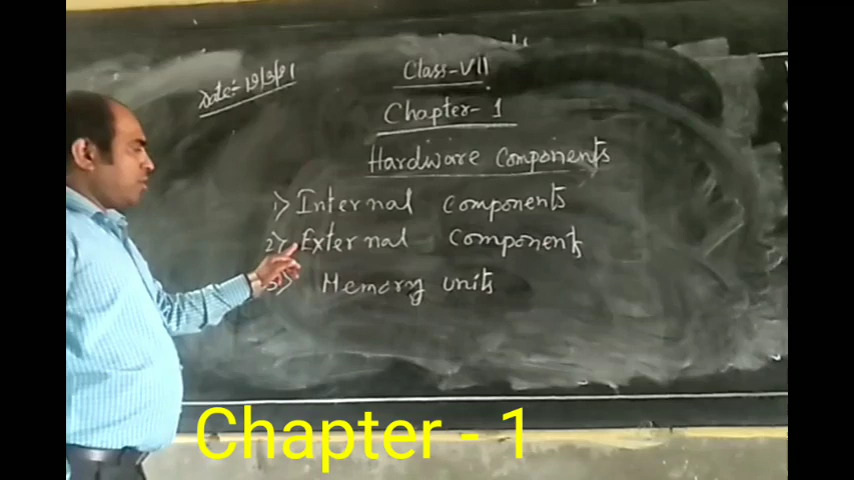 Date:- 19/3/21
Class-VII
Chapter-1
Hardware Components
1) Internal Components
2) External Components
3) Memory units
Chapter - 1